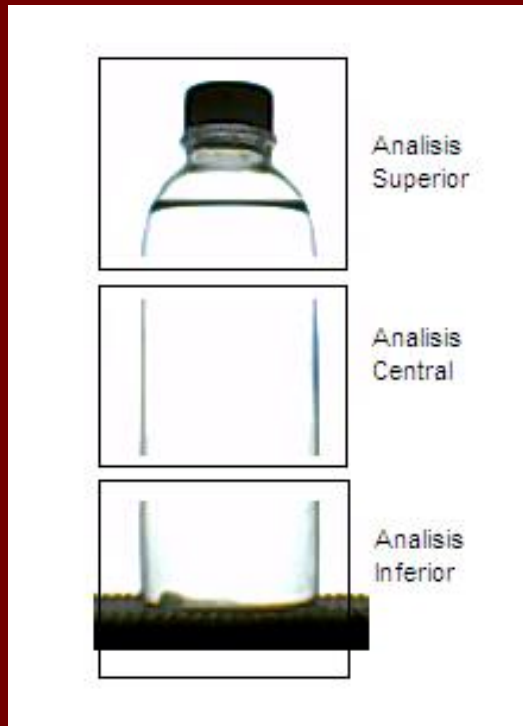 Analisis
Superior
Analisis
Central
Analisis
Inferior